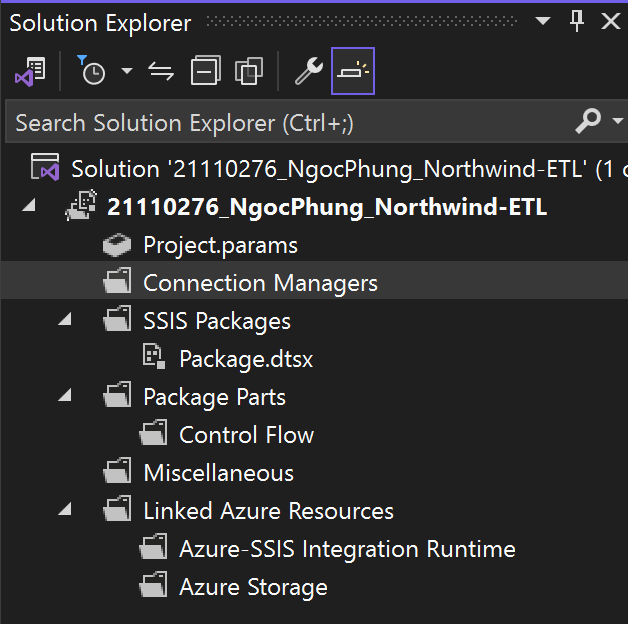 Solution Explorer
Search Solution Explorer (Ctrl+;)
Solution '21110276_NgocPhung_Northwind-ETL' (1 o
21110276_NgocPhung_Northwind-ETL
Project.params
Connection Managers
SSIS Packages
Package.dtsx
Package Parts
Control Flow
Miscellaneous
Linked Azure Resources
Azure-SSIS Integration Runtime
Azure Storage